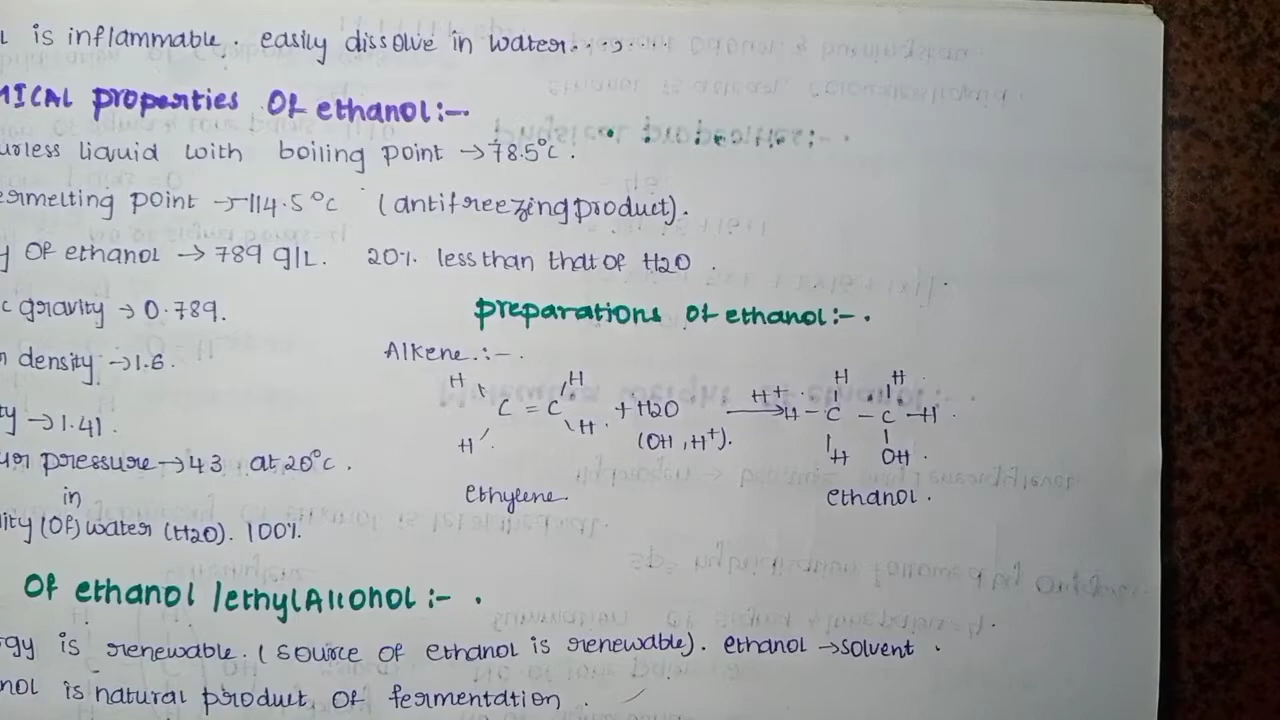 is inflammable. easily dissolve in water.......
MICAL properties Of ethanol:-.
urless liquid with boiling point → 78.5°C.
ermelting point → -114.5°C (antifreezing product).
y Of ethanol → 789 g/L. 20% less than that of H2O.
c gravity → 0.789.
preparations of ethanol:-.
n density → 1.6.
Alkene.:-.
H H H H
C = C + H2O H+ → H - C - C - H.
H H. (OH, H+). H OH.
ty → 1.41.
ur pressure → 43 at 20°C.
ethylene. ethanol.
in
lity (Of) water (H2O). 100%.
Of ethanol /ethylAlconol:-.
gy is renewable. (source of ethanol is renewable). ethanol → solvent.
nol is natural product of fermentation.